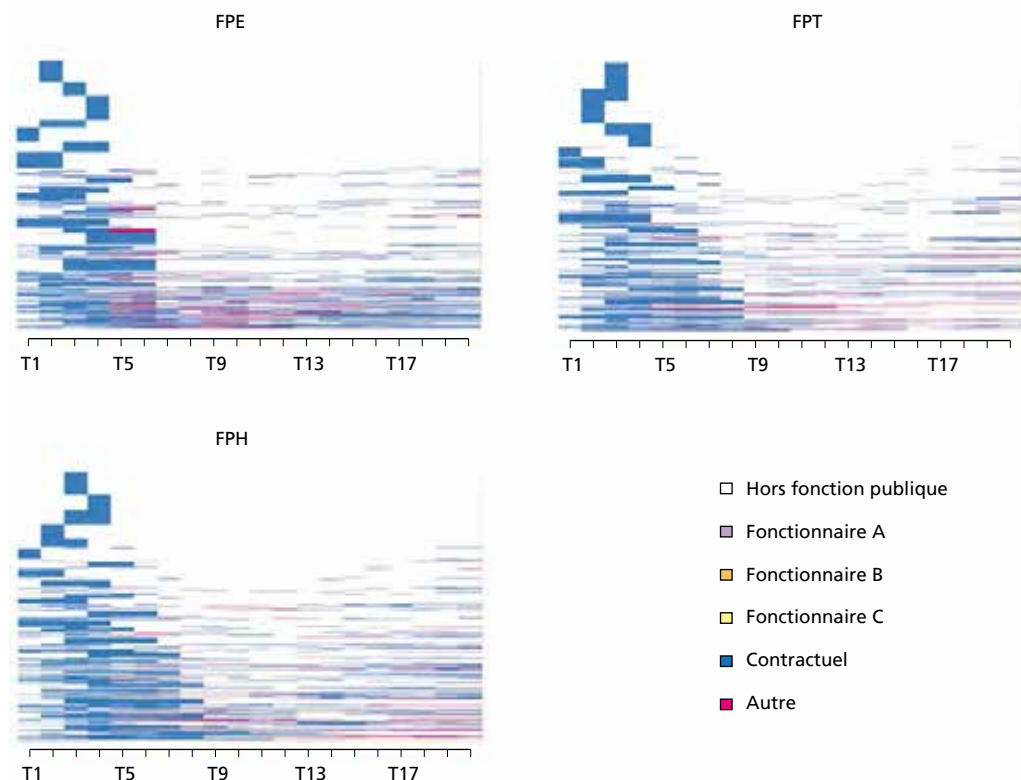 FPE
FPT
T1 T5 T9 T13 T17
T1 T5 T9 T13 T17
FPH
T1 T5 T9 T13 T17
Hors fonction publique
Fonctionnaire A
Fonctionnaire B
Fonctionnaire C
Contractuel
Autre